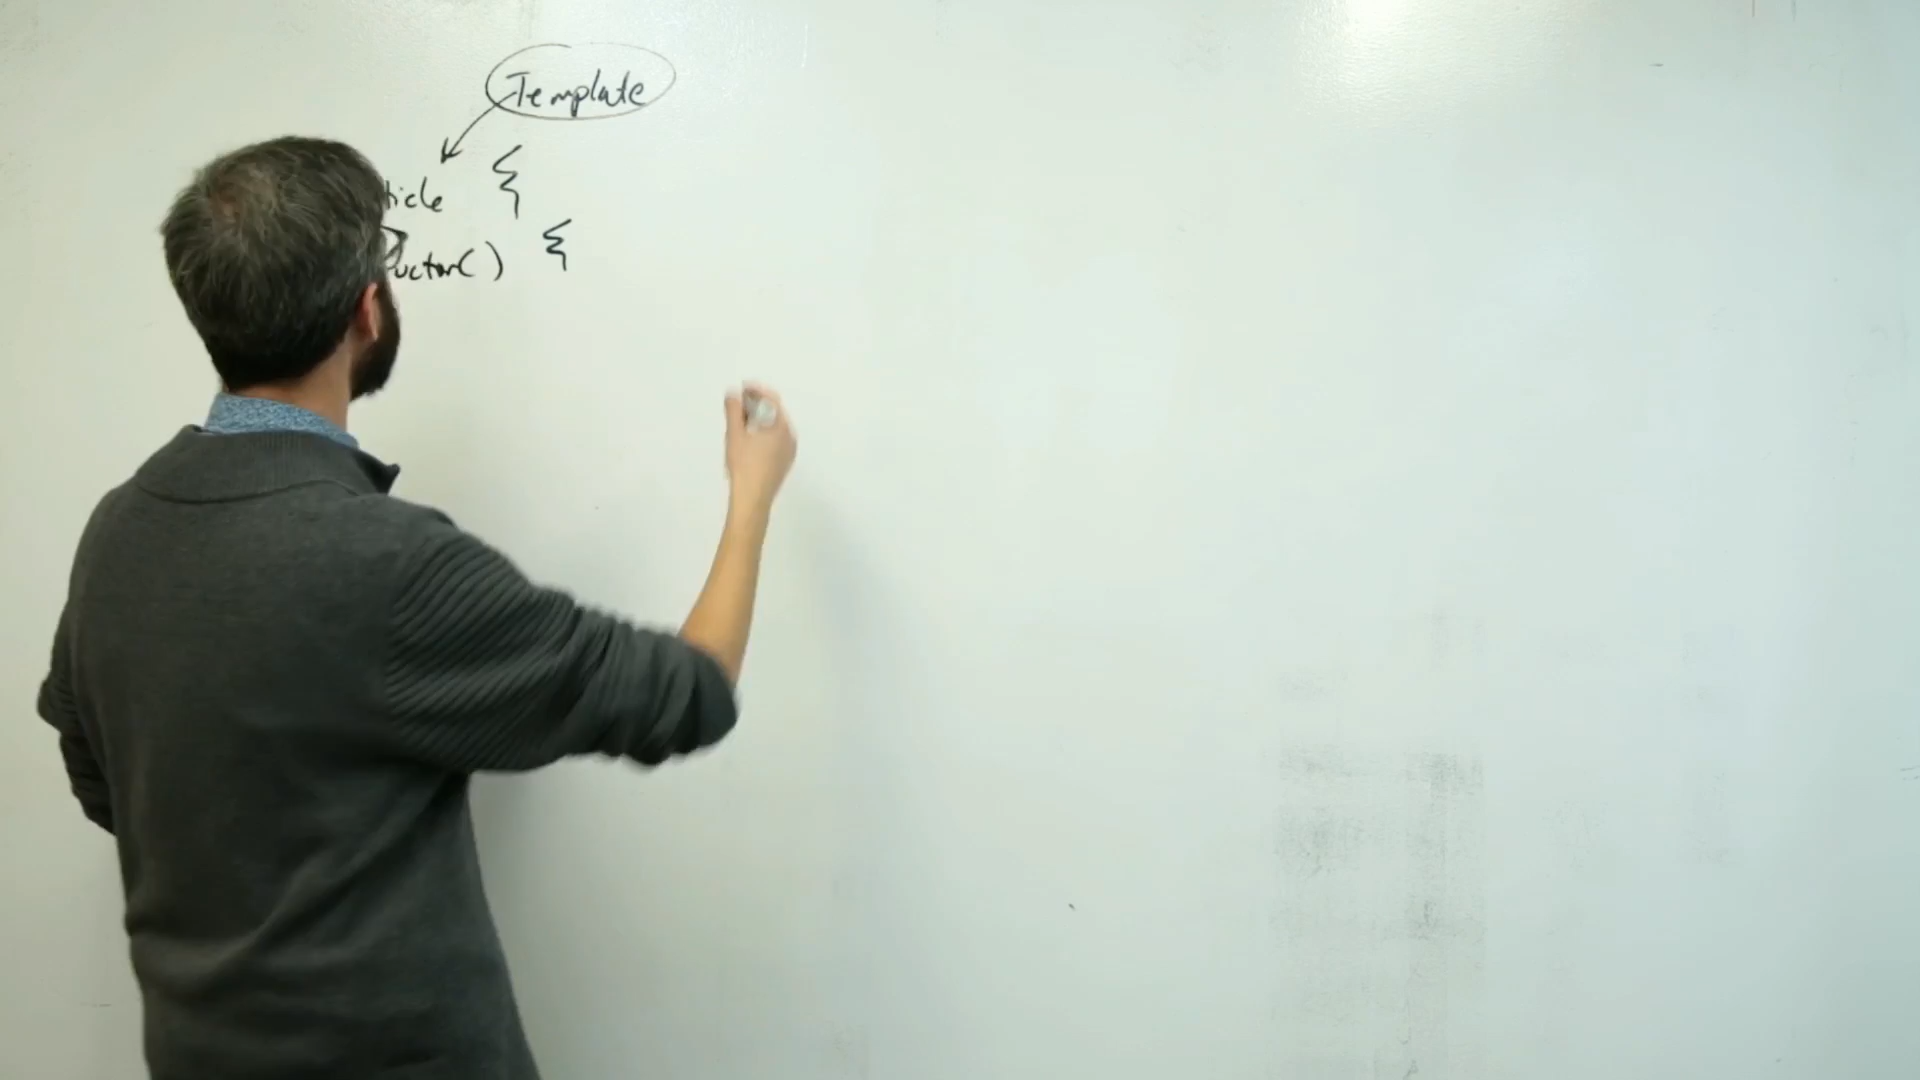 Template
ticle {
uctor() {